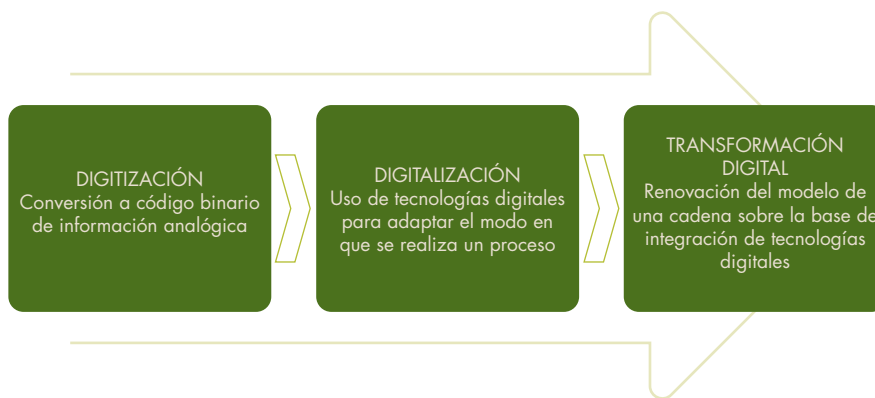 DIGITIZACIÓN
Conversión a código binario
de información analógica
DIGITALIZACIÓN
Uso de tecnologías digitales
para adaptar el modo en
que se realiza un proceso
TRANSFORMACIÓN
DIGITAL
Renovación del modelo de
una cadena sobre la base de
integración de tecnologías
digitales